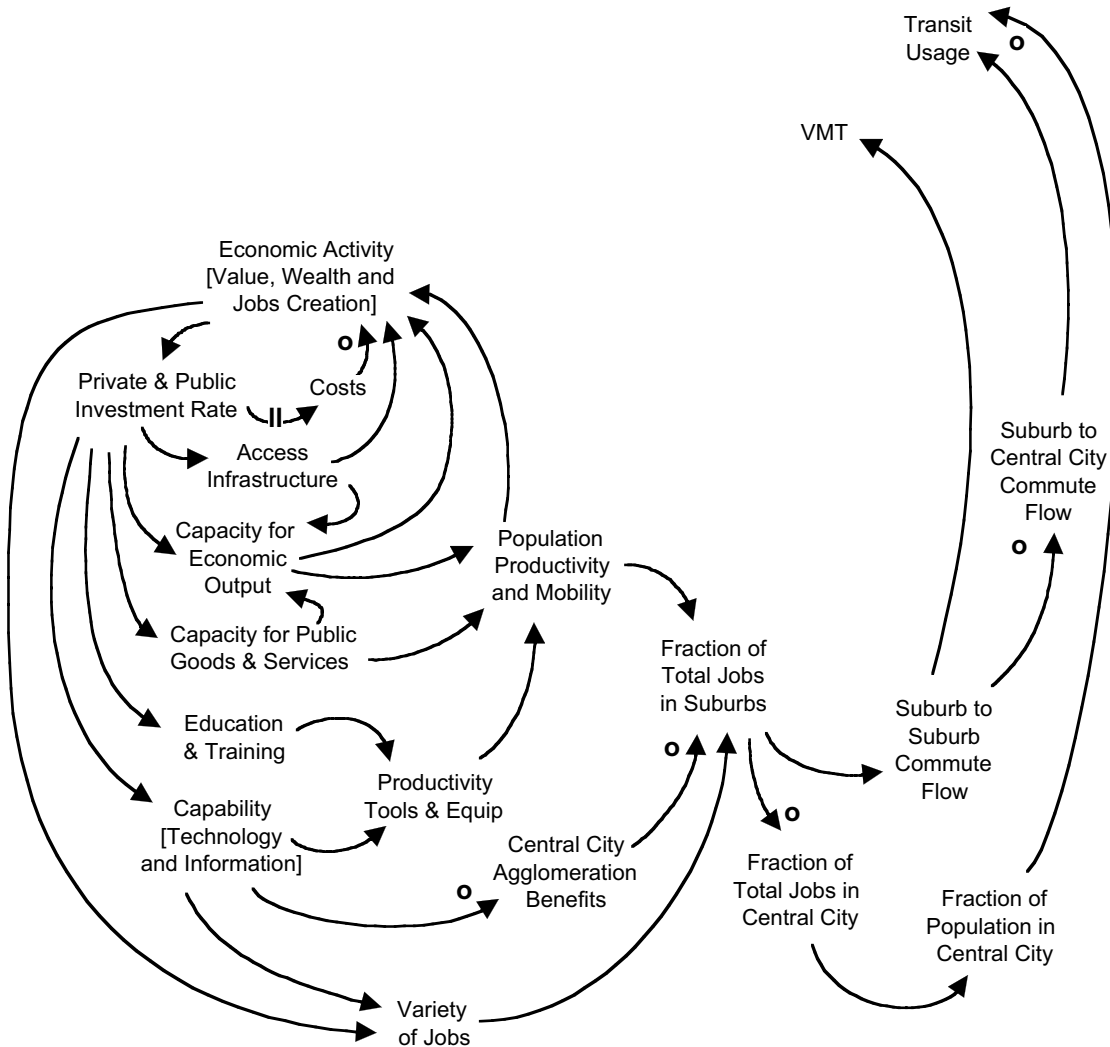 Transit
Usage
o
VMT
Economic Activity
[Value, Wealth and
Jobs Creation]
o
Private & Public
Investment Rate
Costs
Access
Infrastructure
Capacity for
Economic
Output
Population
Productivity
and Mobility
Suburb to
Central City
Commute
Flow
o
Capacity for Public
Goods & Services
Fraction of
Total Jobs
in Suburbs
o
Education
& Training
Suburb to
Suburb
Commute
Flow
Productivity
Tools & Equip
Capability
[Technology
and Information]
o
Central City
Agglomeration
Benefits
o
Fraction of
Total Jobs in
Central City
Fraction of
Population in
Central City
Variety
of Jobs